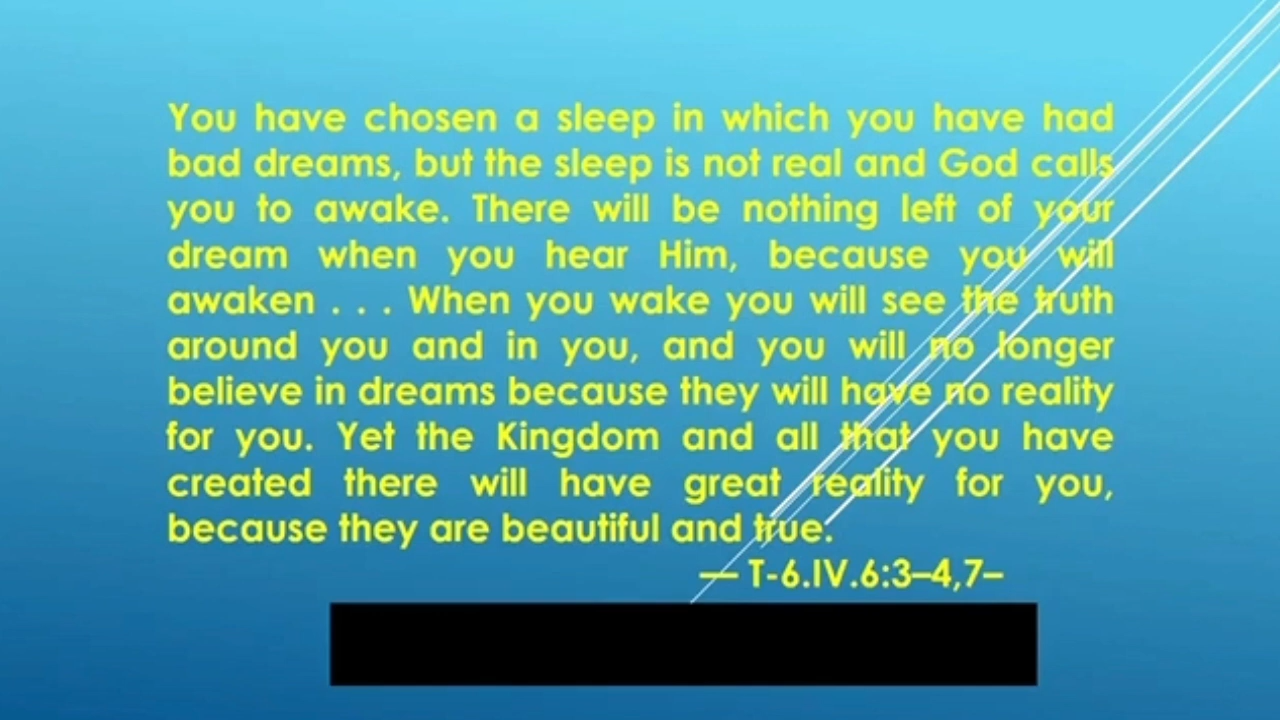 You have chosen a sleep in which you have had
bad dreams, but the sleep is not real and God calls
you to awake. There will be nothing left of your
dream when you hear Him, because you will
awaken . . . When you wake you will see the truth
around you and in you, and you will no longer
believe in dreams because they will have no reality
for you. Yet the Kingdom and all that you have
created there will have great reality for you,
because they are beautiful and true.
— T-6.IV.6:3–4,7–